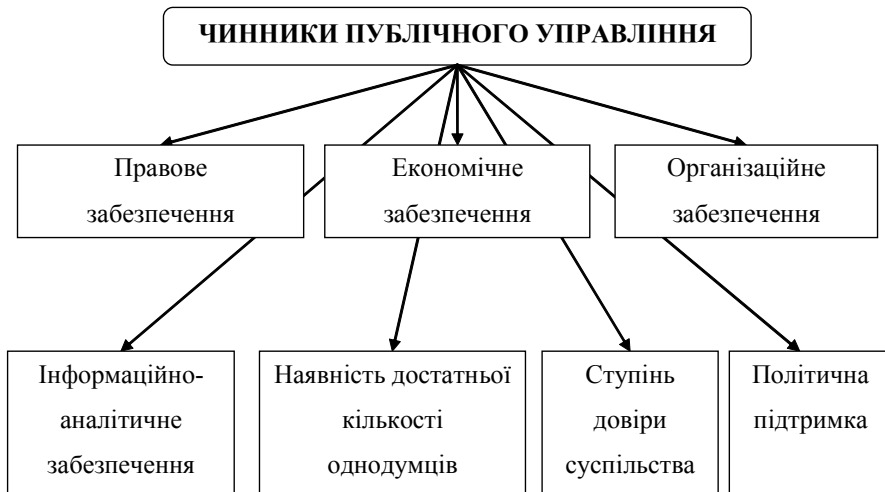 ЧИННИКИ ПУБЛІЧНОГО УПРАВЛІННЯ
Правове
забезпечення
Економічне
забезпечення
Організаційне
забезпечення
Інформаційно-
аналітичне
забезпечення
Наявність достатньої
кількості
однодумців
Ступінь
довіри
суспільства
Політична
підтримка